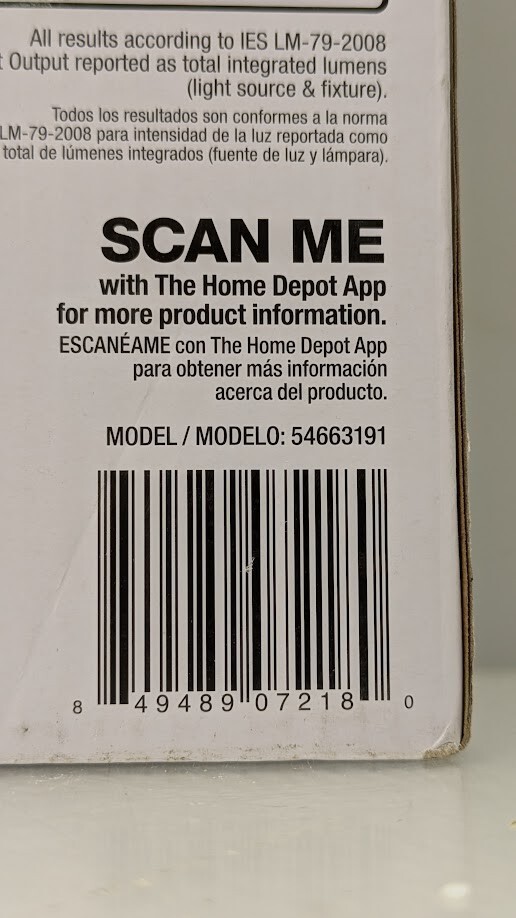 All results according to IES LM-79-2008
Output reported as total integrated lumens
(light source & fixture).
Todos los resultados son conformes a la norma
LM-79-2008 para intensidad de la luz reportada como
total de lúmenes integrados (fuente de luz y lámpara).
SCAN ME
with The Home Depot App
for more product information.
ESCANÉAME con The Home Depot App
para obtener más información
acerca del producto.
MODEL / MODELO: 54663191
8 49489 07218 0